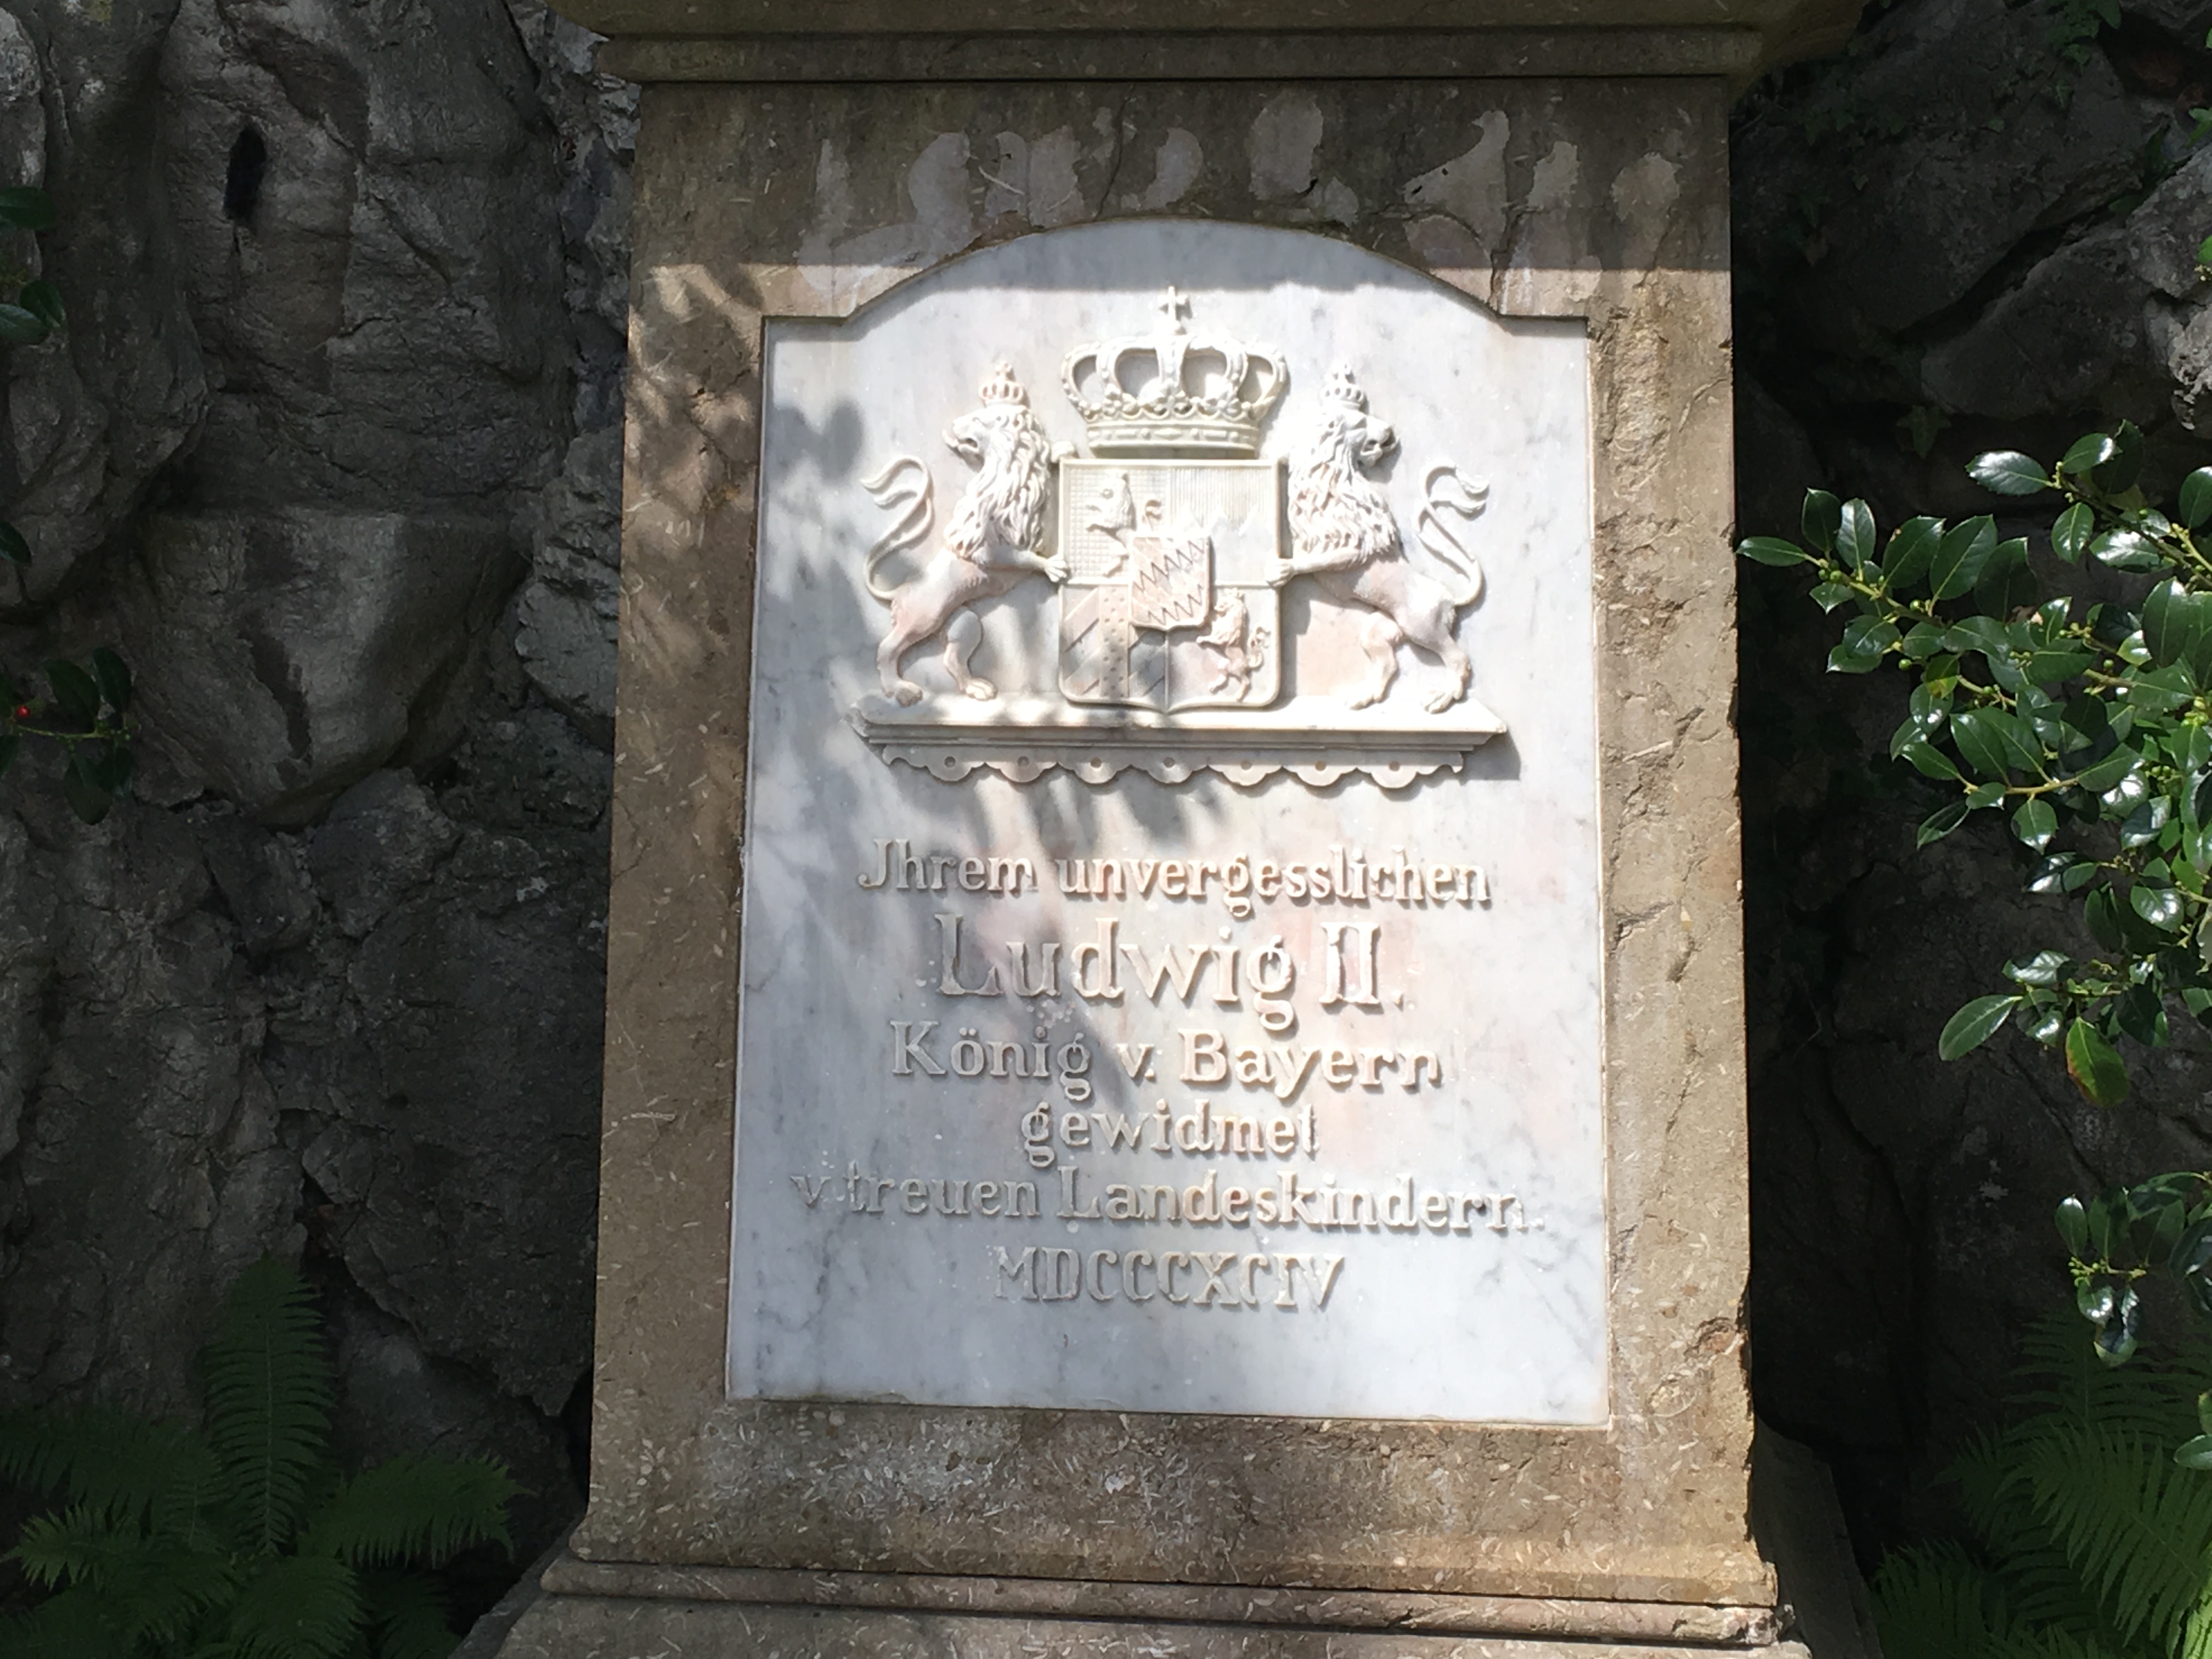 Jhrem unvergesslichen
Ludwig II.
König v. Bayern
gewidmet
v. treuen Landeskindern.
MDCCCXCIV